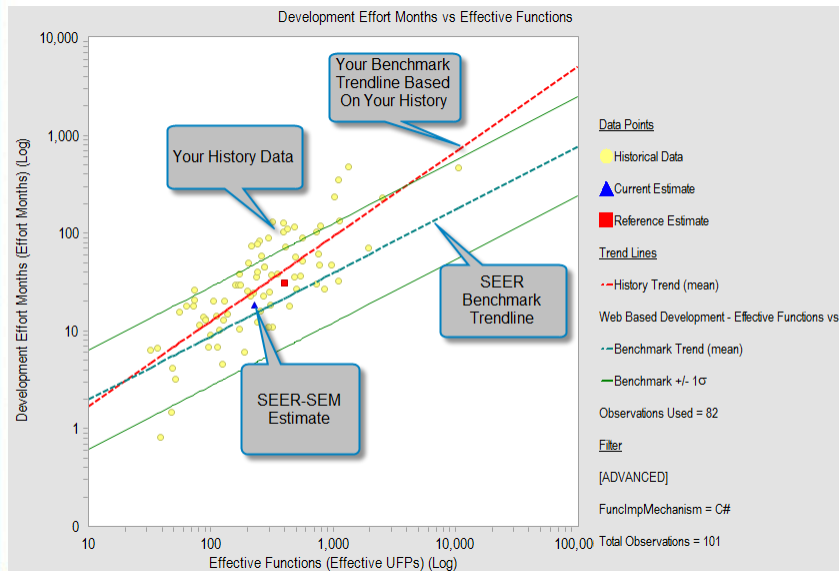 Development Effort Months vs Effective Functions
10,000
1,000
100
10
1
0
Development Effort Months (Effort Months) (Log)
Your Benchmark
Trendline Based
On Your History
Your History Data
SEER
Benchmark
Trendline
SEER-SEM
Estimate
10
100
1,000
10,000
100,00
Effective Functions (Effective UFPs) (Log)
Data Points
Historical Data
Current Estimate
Reference Estimate
Trend Lines
History Trend (mean)
Web Based Development - Effective Functions vs
Benchmark Trend (mean)
Benchmark +/- 1σ
Observations Used = 82
Filter
[ADVANCED]
FuncImpMechanism = C#
Total Observations = 101